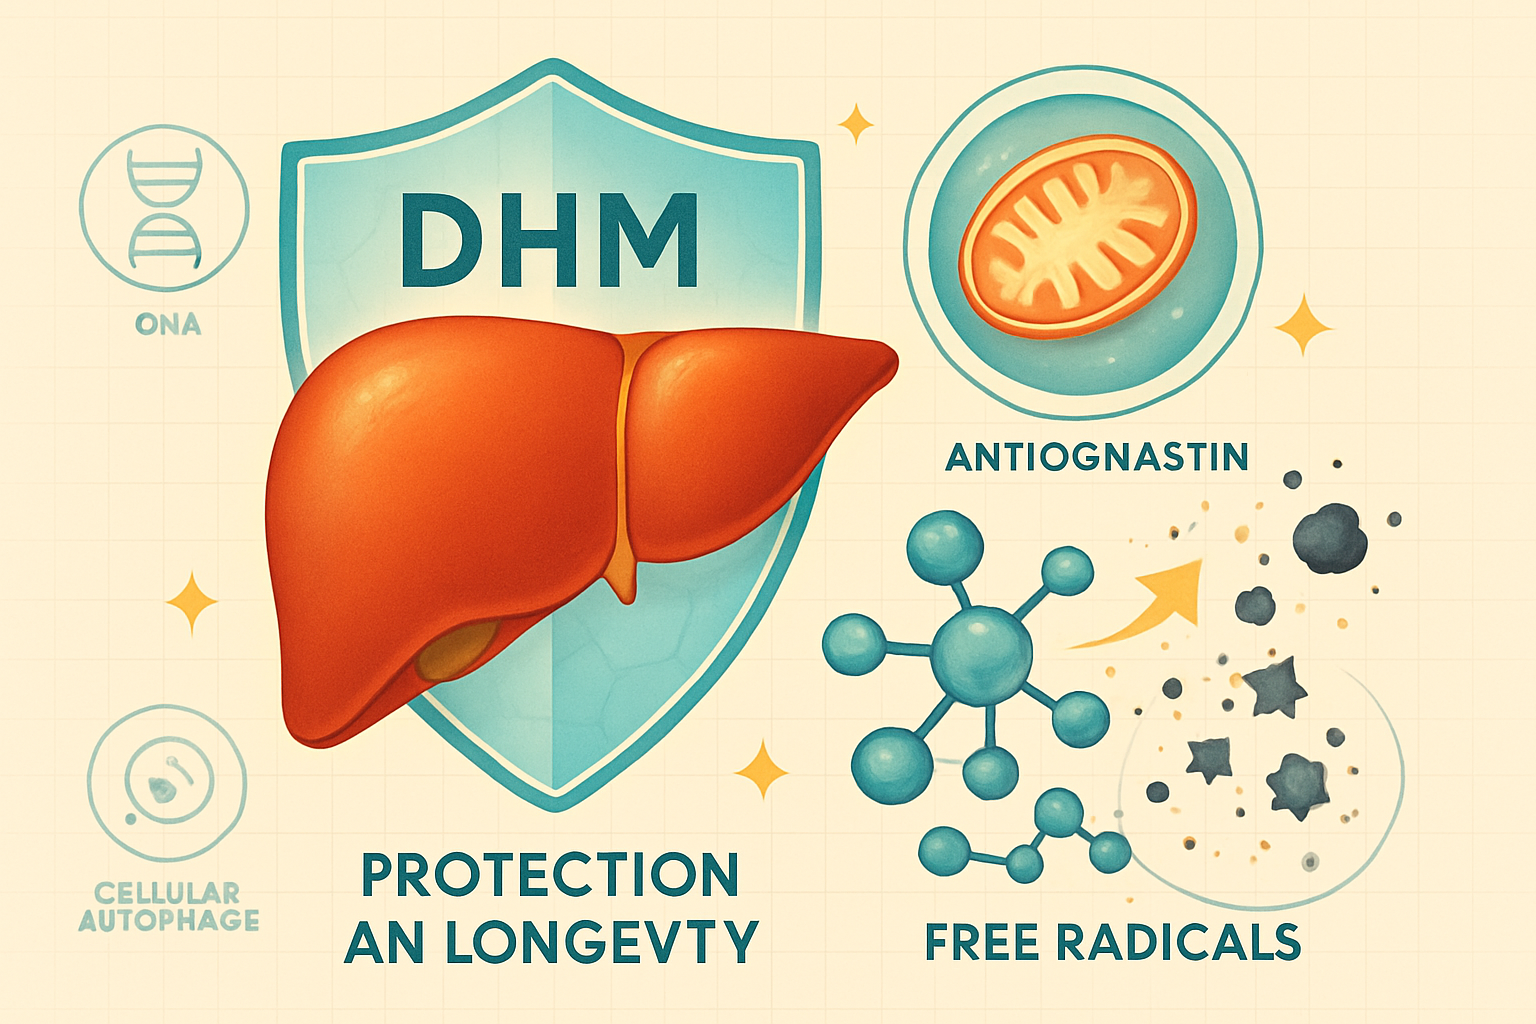 DHM
ONA
ANTIOGNASTIN
CELLULAR
AUTOPHAGE
PROTECTION
AN LONGEVTY
FREE RADICALS